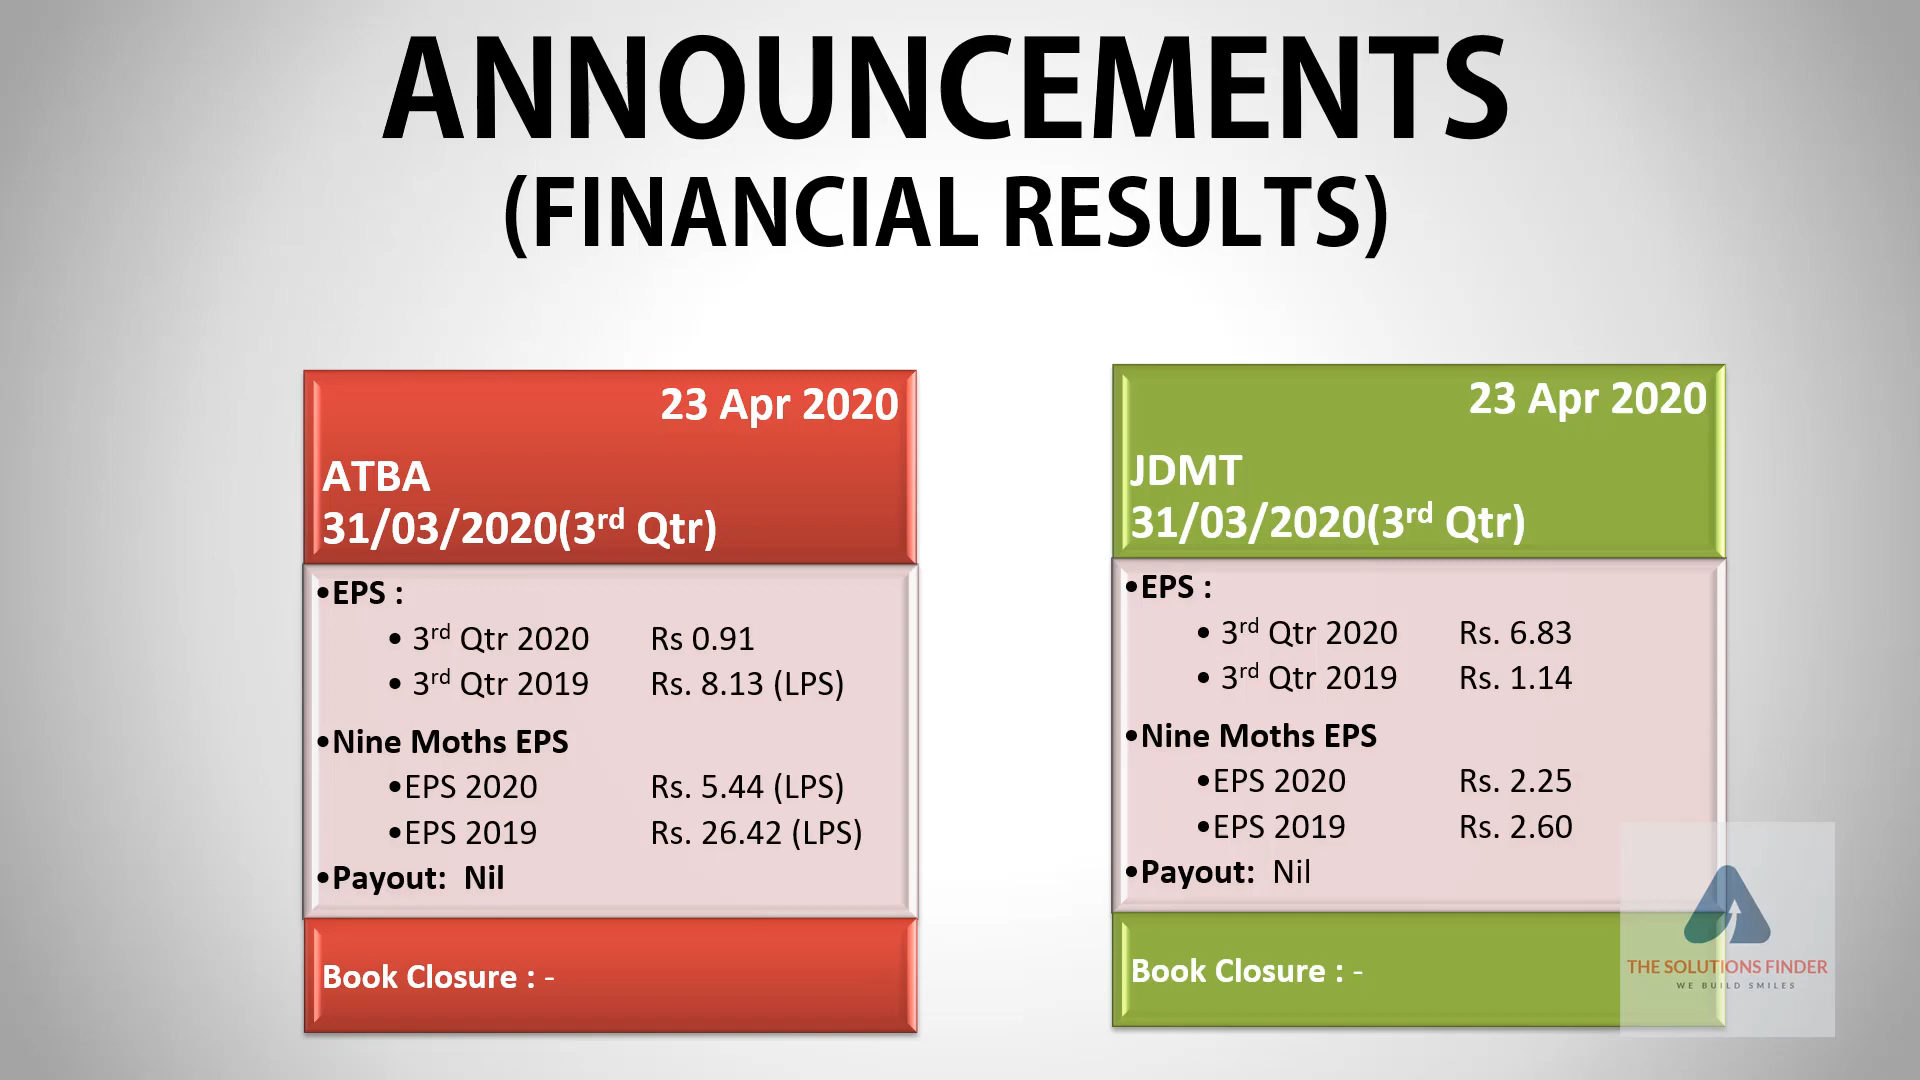 ANNOUNCEMENTS
(FINANCIAL RESULTS)
23 Apr 2020
ATBA
31/03/2020(3rd Qtr)
•EPS :
• 3rd Qtr 2020 Rs 0.91
• 3rd Qtr 2019 Rs. 8.13 (LPS)
•Nine Moths EPS
•EPS 2020 Rs. 5.44 (LPS)
•EPS 2019 Rs. 26.42 (LPS)
•Payout: Nil
Book Closure : -
23 Apr 2020
JDMT
31/03/2020(3rd Qtr)
•EPS :
• 3rd Qtr 2020 Rs. 6.83
• 3rd Qtr 2019 Rs. 1.14
•Nine Moths EPS
•EPS 2020 Rs. 2.25
•EPS 2019 Rs. 2.60
•Payout: Nil
Book Closure : -
THE SOLUTIONS FINDER
WE BUILD SMILES